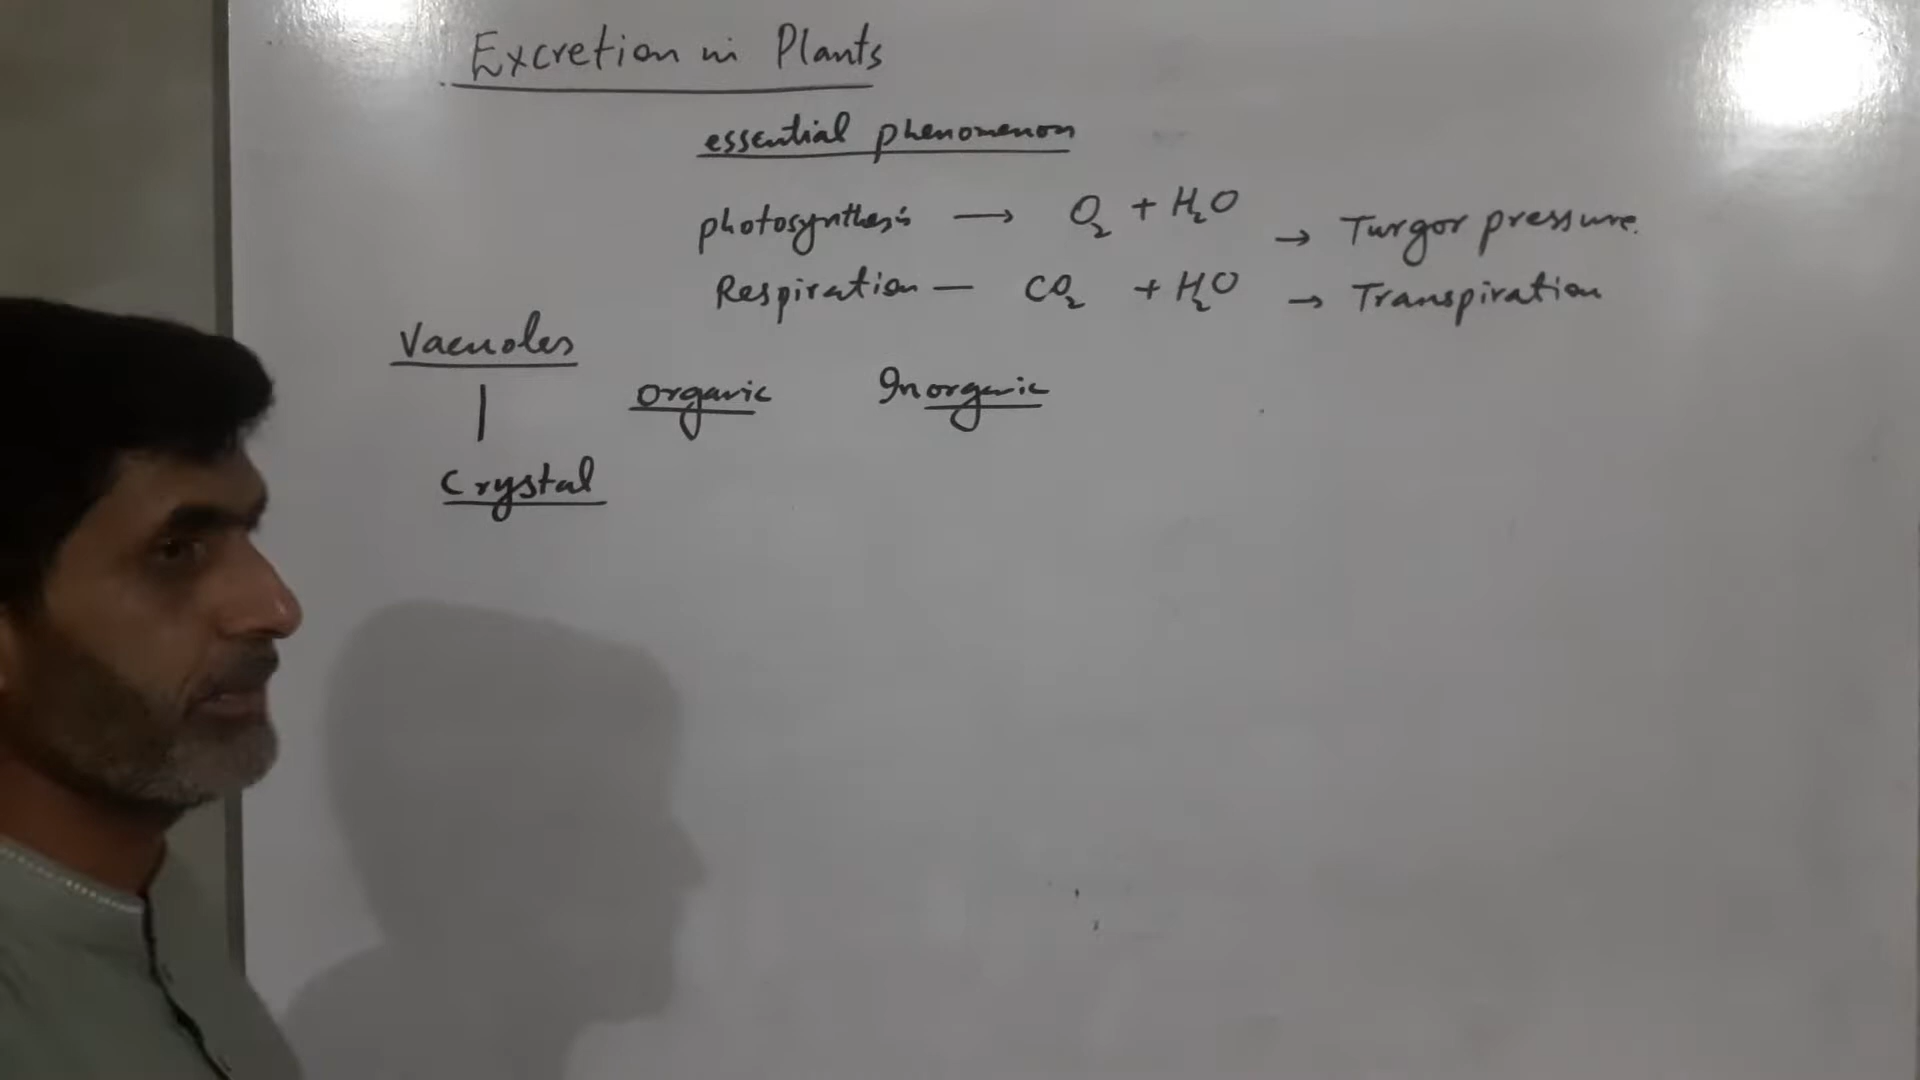 Excretion in Plants
essential phenomenon
photosynthesis → O₂ + H₂O → Turgor pressure.
Respiration — CO₂ + H₂O → Transpiration
Vacuoles
organic Inorganic
Crystal